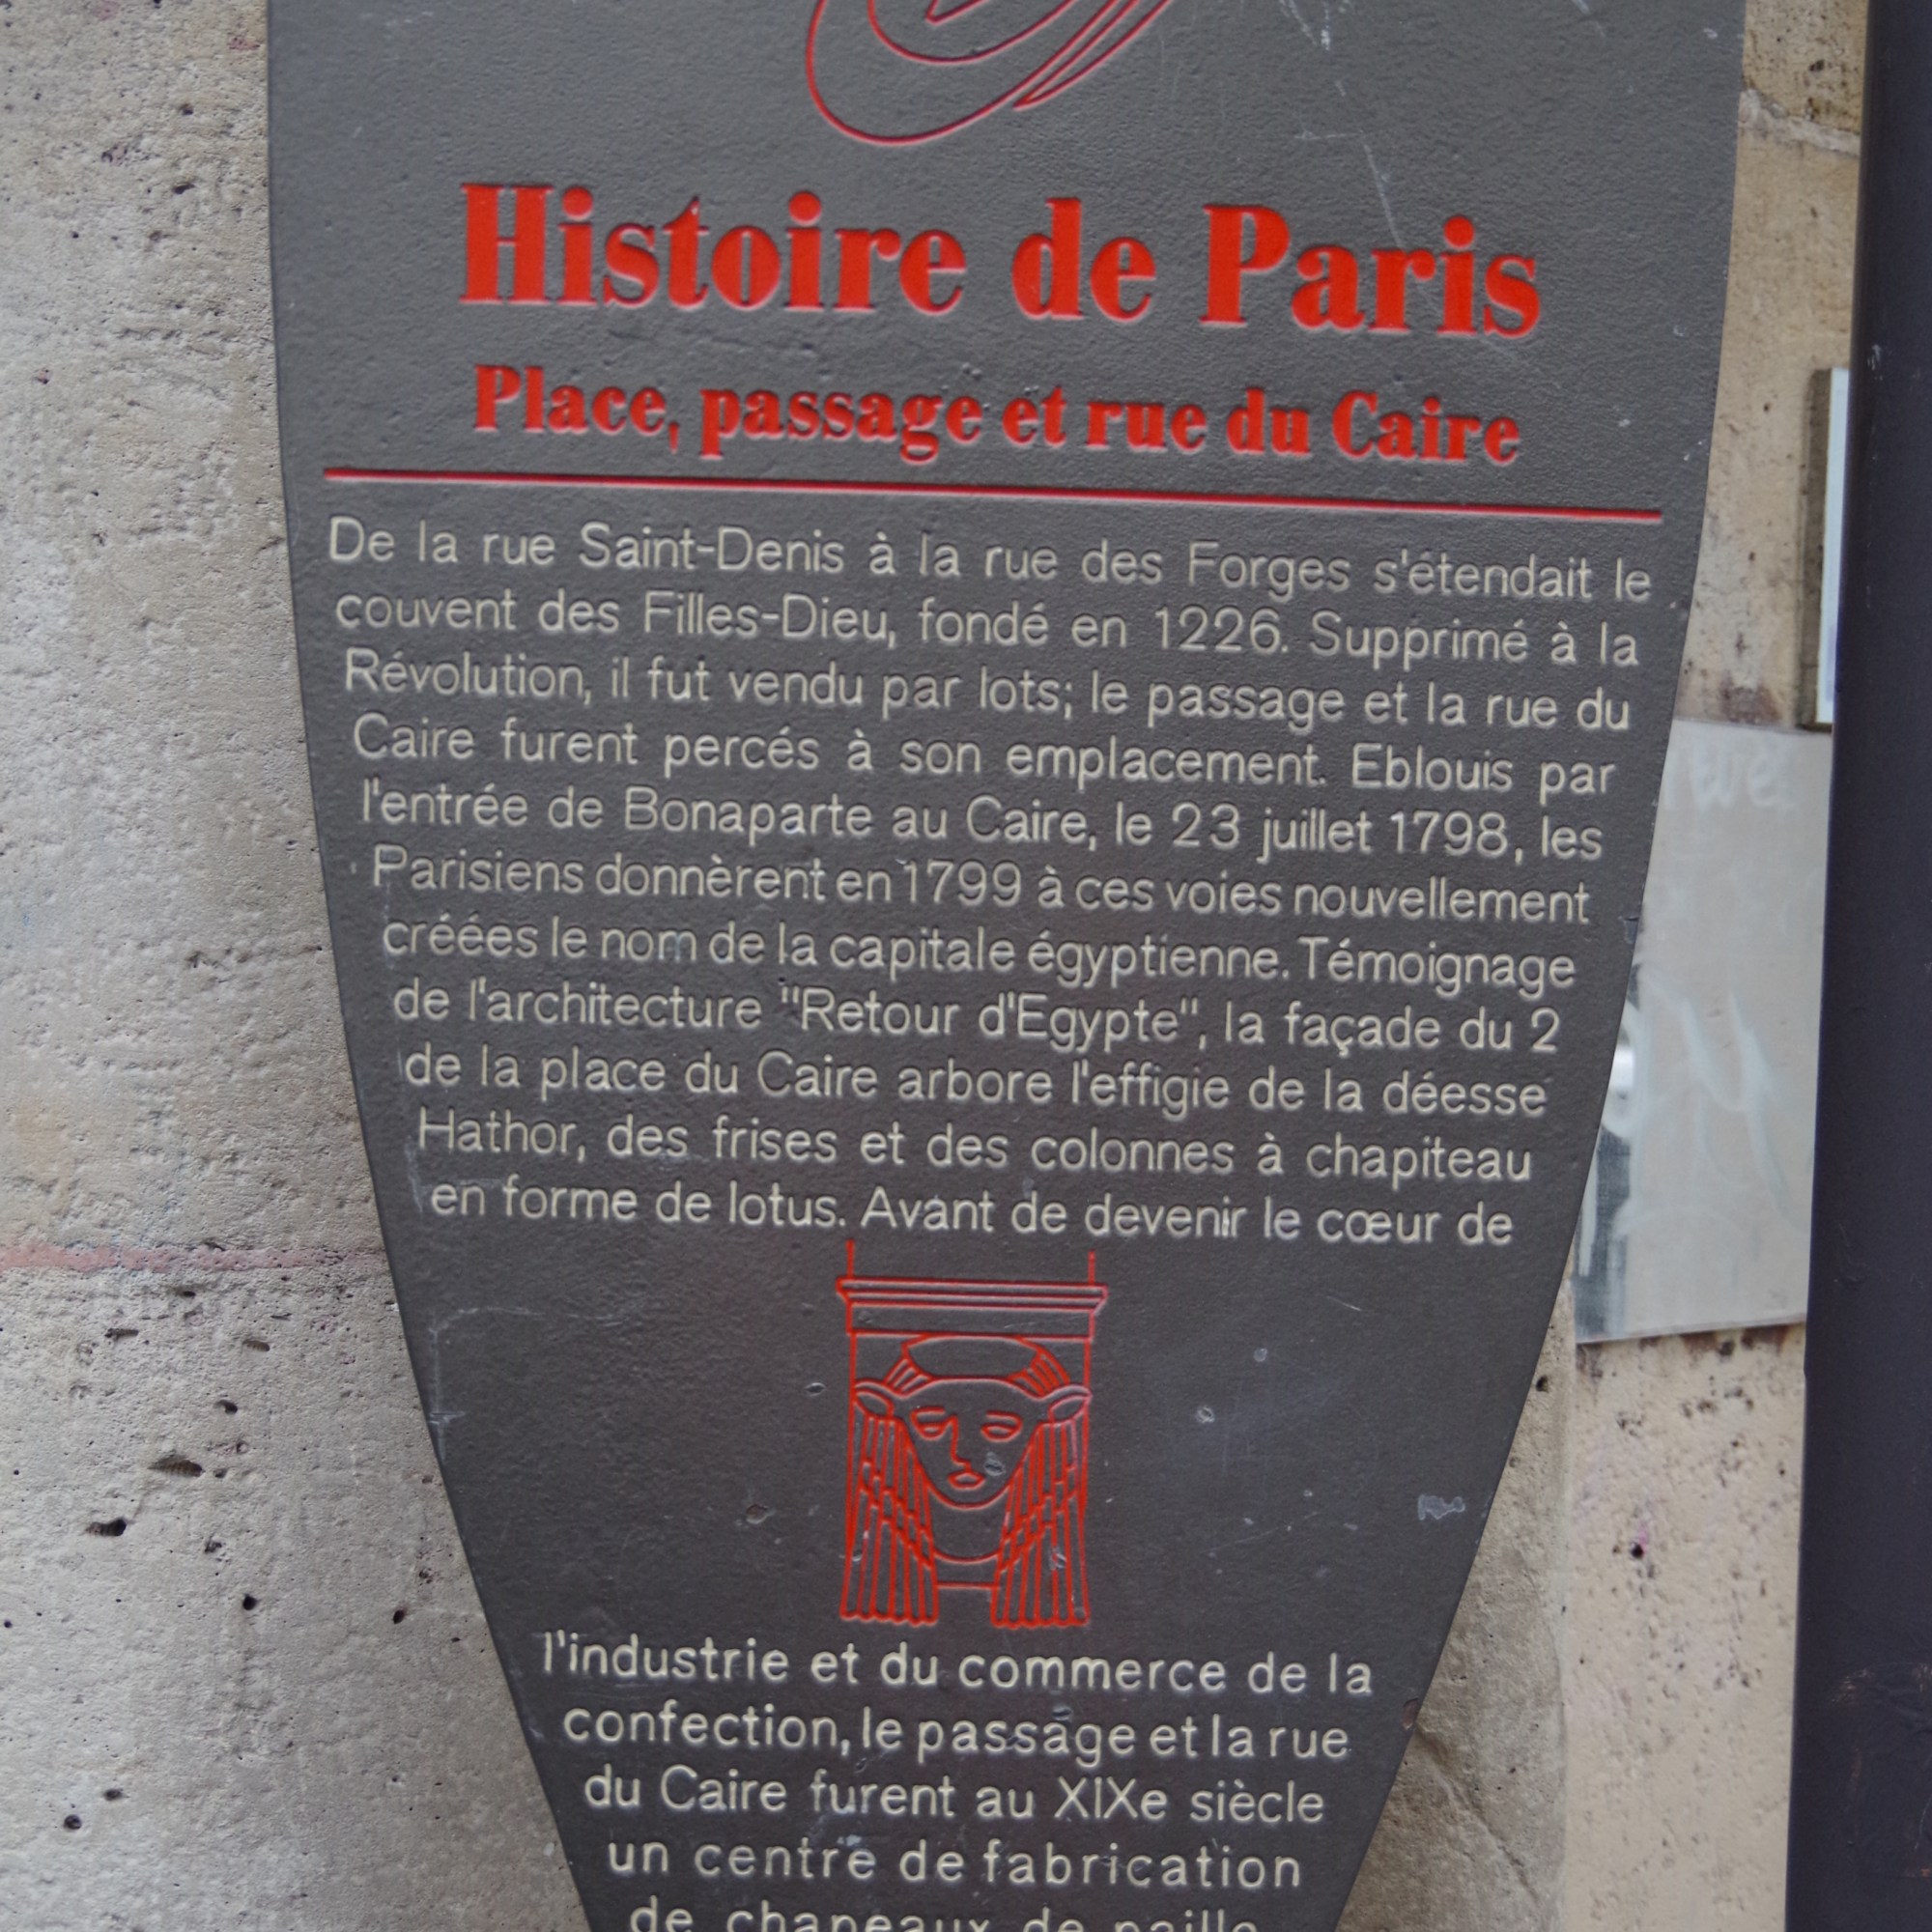 Histoire de Paris
Place, passage et rue du Caire
De la rue Saint-Denis à la rue des Forges s'étendait le
couvent des Filles-Dieu, fondé en 1226. Supprimé à la
Révolution, il fut vendu par lots; le passage et la rue du
Caire furent percés à son emplacement. Eblouis par
l'entrée de Bonaparte au Caire, le 23 juillet 1798, les
Parisiens donnèrent en 1799 à ces voies nouvellement
créées le nom de la capitale égyptienne. Témoignage
de l'architecture "Retour d'Egypte", la façade du 2
de la place du Caire arbore l'effigie de la déesse
Hathor, des frises et des colonnes à chapiteau
en forme de lotus. Avant de devenir le cœur de
l'industrie et du commerce de la
confection, le passage et la rue
du Caire furent au XIXe siècle
un centre de fabrication
de chapeaux de paille